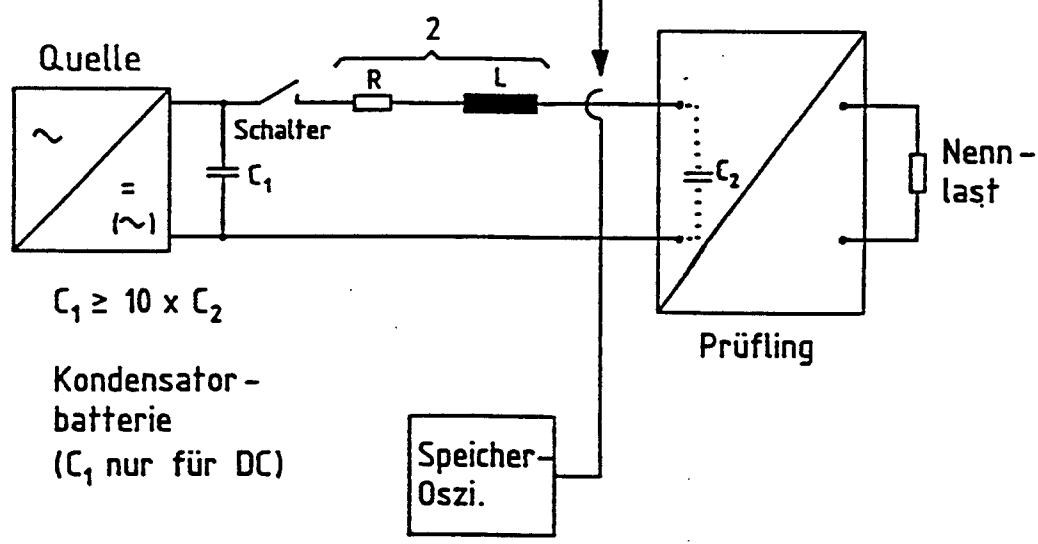 2
Quelle
R
L
∼
Schalter
C₁
=
(∼)
C₂
Nenn-
last
C₁ ≥ 10 x C₂
Prüfling
Kondensator-
batterie
(C₁ nur für DC)
Speicher-
Oszi.